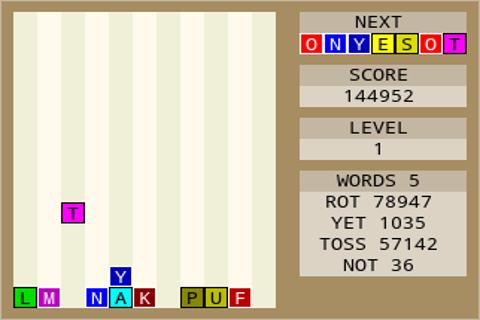 NEXT
O N Y E S O T
SCORE
144952
LEVEL
1
WORDS 5
ROT 78947
YET 1035
TOSS 57142
NOT 36
T
Y
L M N A K P U F